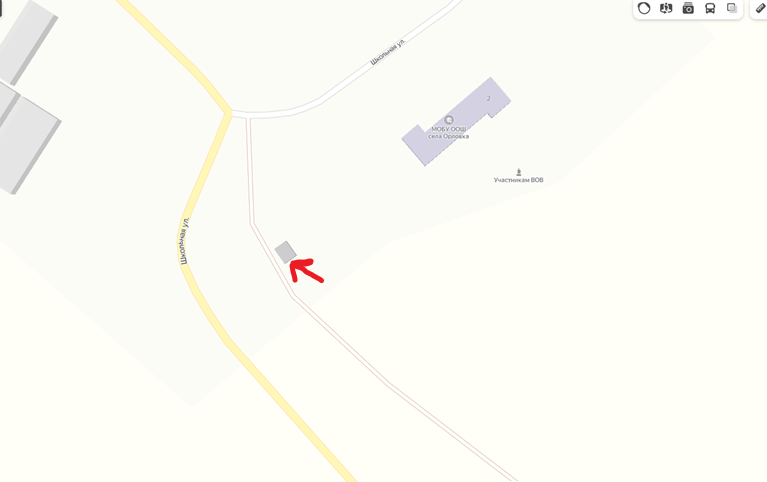 Школьная ул.
2
МОБУ ООШ
села Орловка
Участникам ВОВ
Школьная ул.